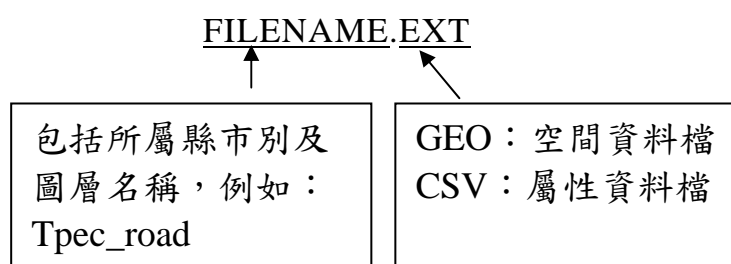 FILENAME.EXT
包括所屬縣市別及
圖層名稱，例如：
Tpec_road
GEO：空間資料檔
CSV：屬性資料檔